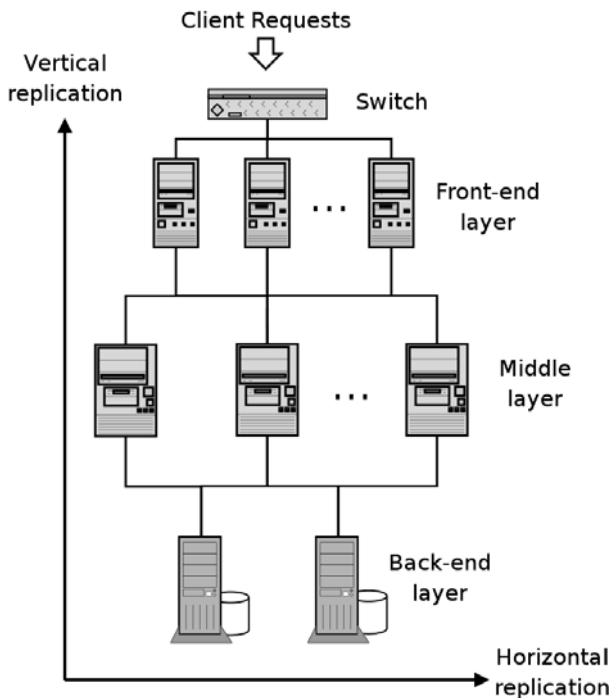 Client Requests
Vertical
replication
Switch
Front-end
layer
Middle
layer
Back-end
layer
Horizontal
replication